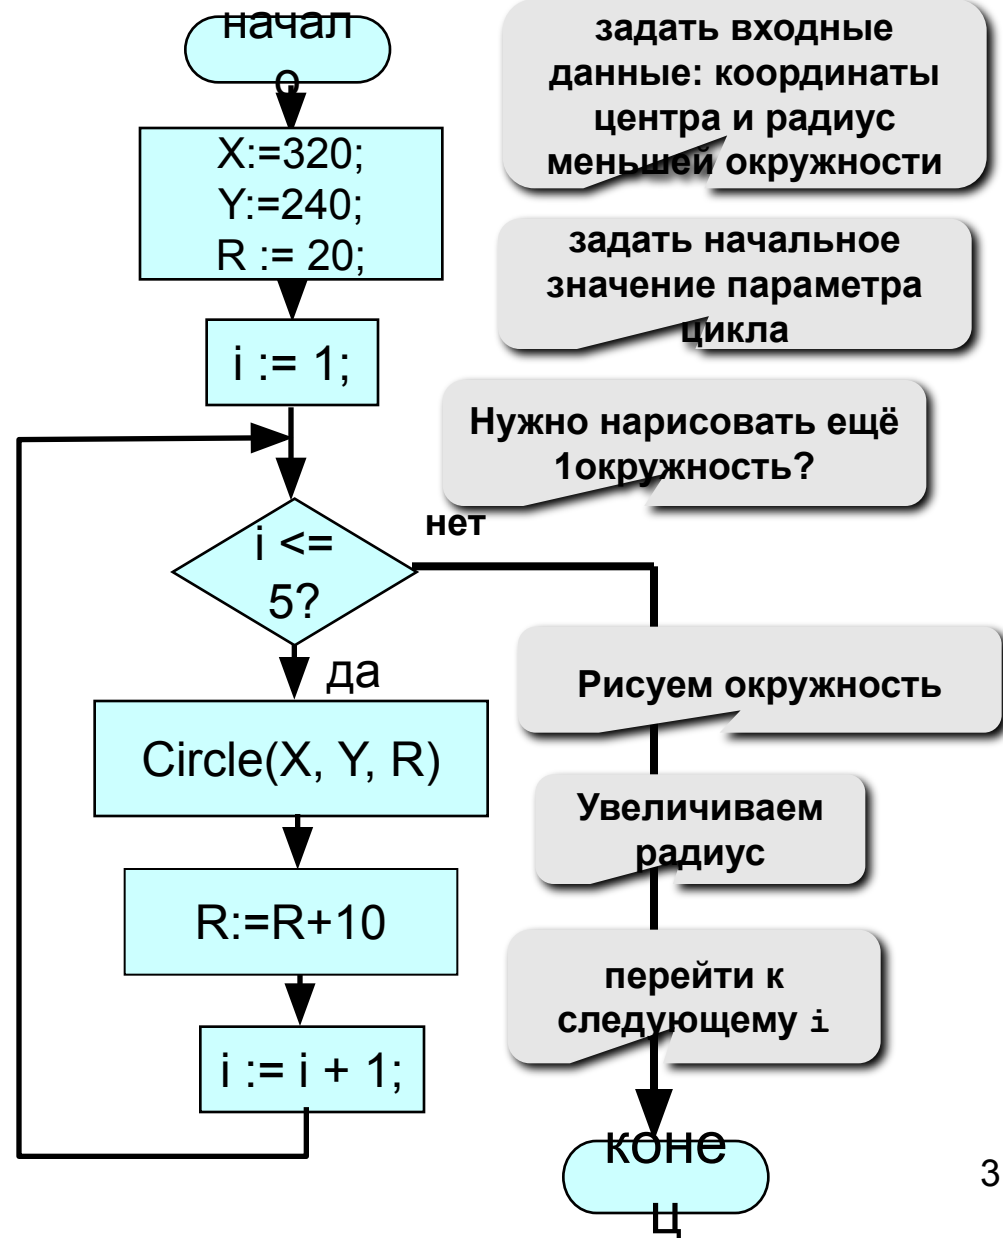 начал
о
задать входные
данные: координаты
центра и радиус
меньшей окружности
X:=320;
Y:=240;
R := 20;
задать начальное
значение параметра
цикла
i := 1;
Нужно нарисовать ещё
1окружность?
i <=
5?
нет
да
Рисуем окружность
Circle(X, Y, R)
Увеличиваем
радиус
R:=R+10
перейти к
следующему i
i := i + 1;
коне
ц
3